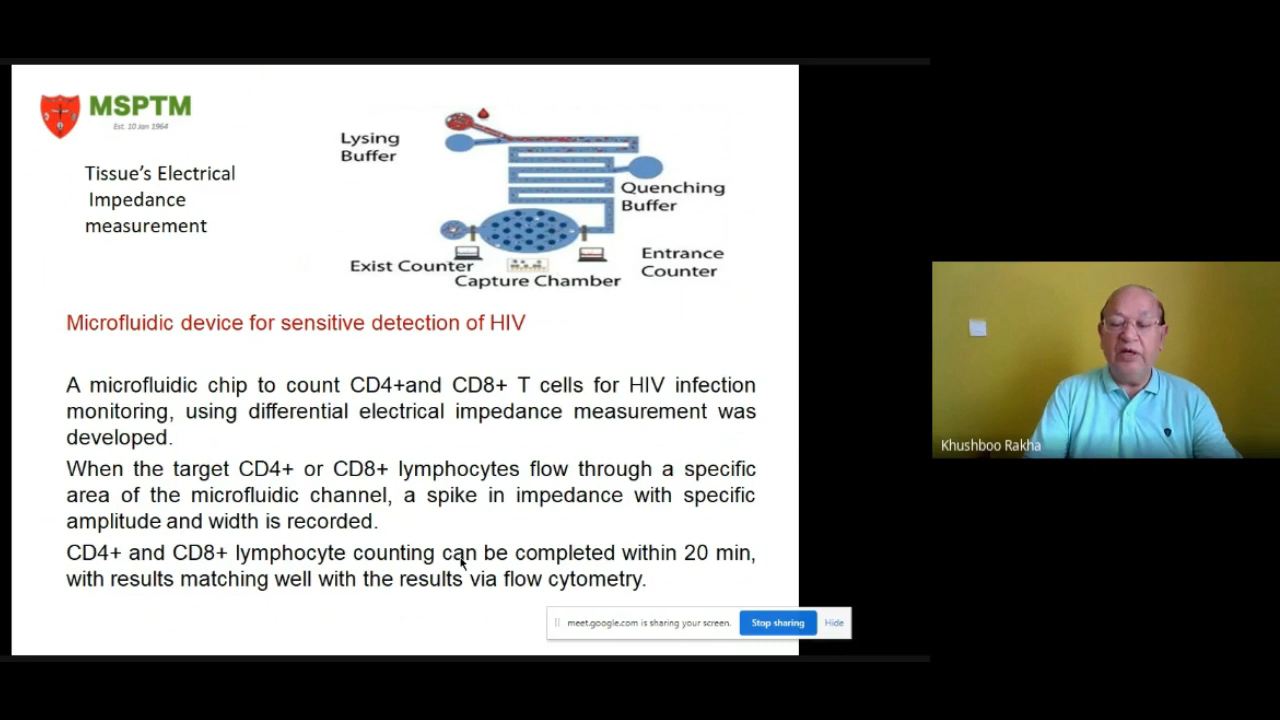 MSPTM
Est. 10 Jan 1964
Tissue's Electrical
Impedance
measurement
Lysing
Buffer
Quenching
Buffer
Exist Counter
Capture Chamber
Entrance
Counter
Microfluidic device for sensitive detection of HIV
A microfluidic chip to count CD4+and CD8+ T cells for HIV infection
monitoring, using differential electrical impedance measurement was
developed.
When the target CD4+ or CD8+ lymphocytes flow through a specific
area of the microfluidic channel, a spike in impedance with specific
amplitude and width is recorded.
CD4+ and CD8+ lymphocyte counting can be completed within 20 min,
with results matching well with the results via flow cytometry.
meet.google.com is sharing your screen.
Stop sharing
Hide
Khushboo Rakha